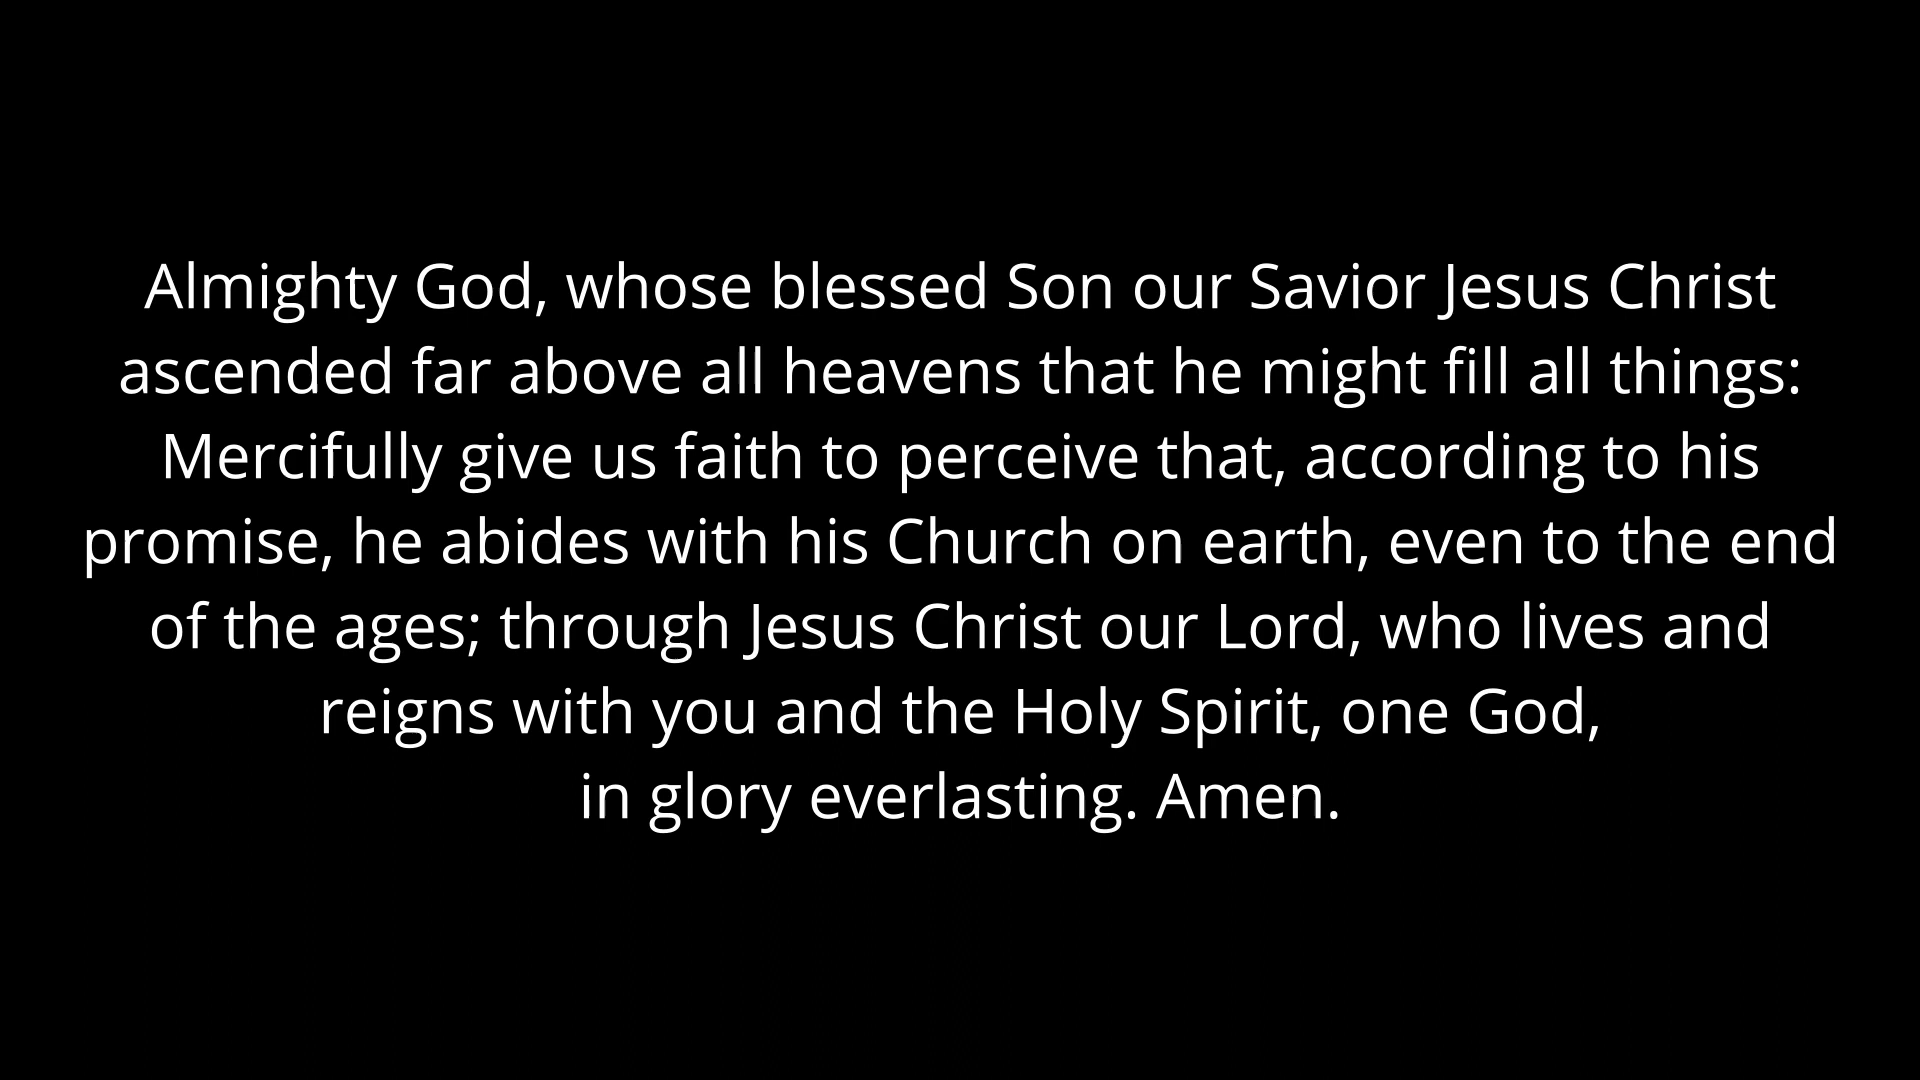 Almighty God, whose blessed Son our Savior Jesus Christ
ascended far above all heavens that he might fill all things:
Mercifully give us faith to perceive that, according to his
promise, he abides with his Church on earth, even to the end
of the ages; through Jesus Christ our Lord, who lives and
reigns with you and the Holy Spirit, one God,
in glory everlasting. Amen.